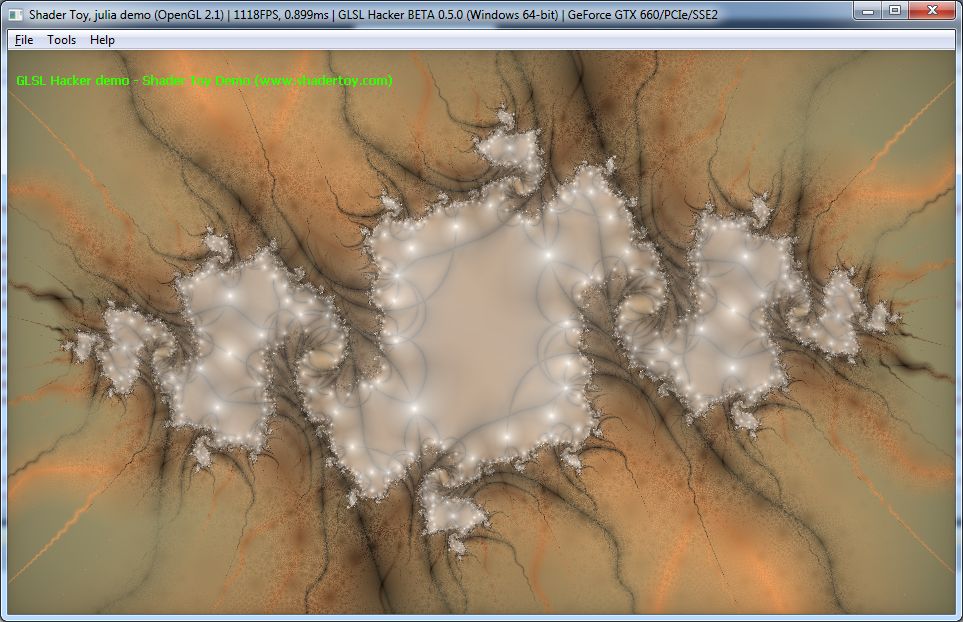 Shader Toy, julia demo (OpenGL 2.1) | 1118FPS, 0.899ms | GLSL Hacker BETA 0.5.0 (Windows 64-bit) | GeForce GTX 660/PCIe/SSE2
File Tools Help
GLSL Hacker demo - Shader toy Demo (www.shadertoy.com)